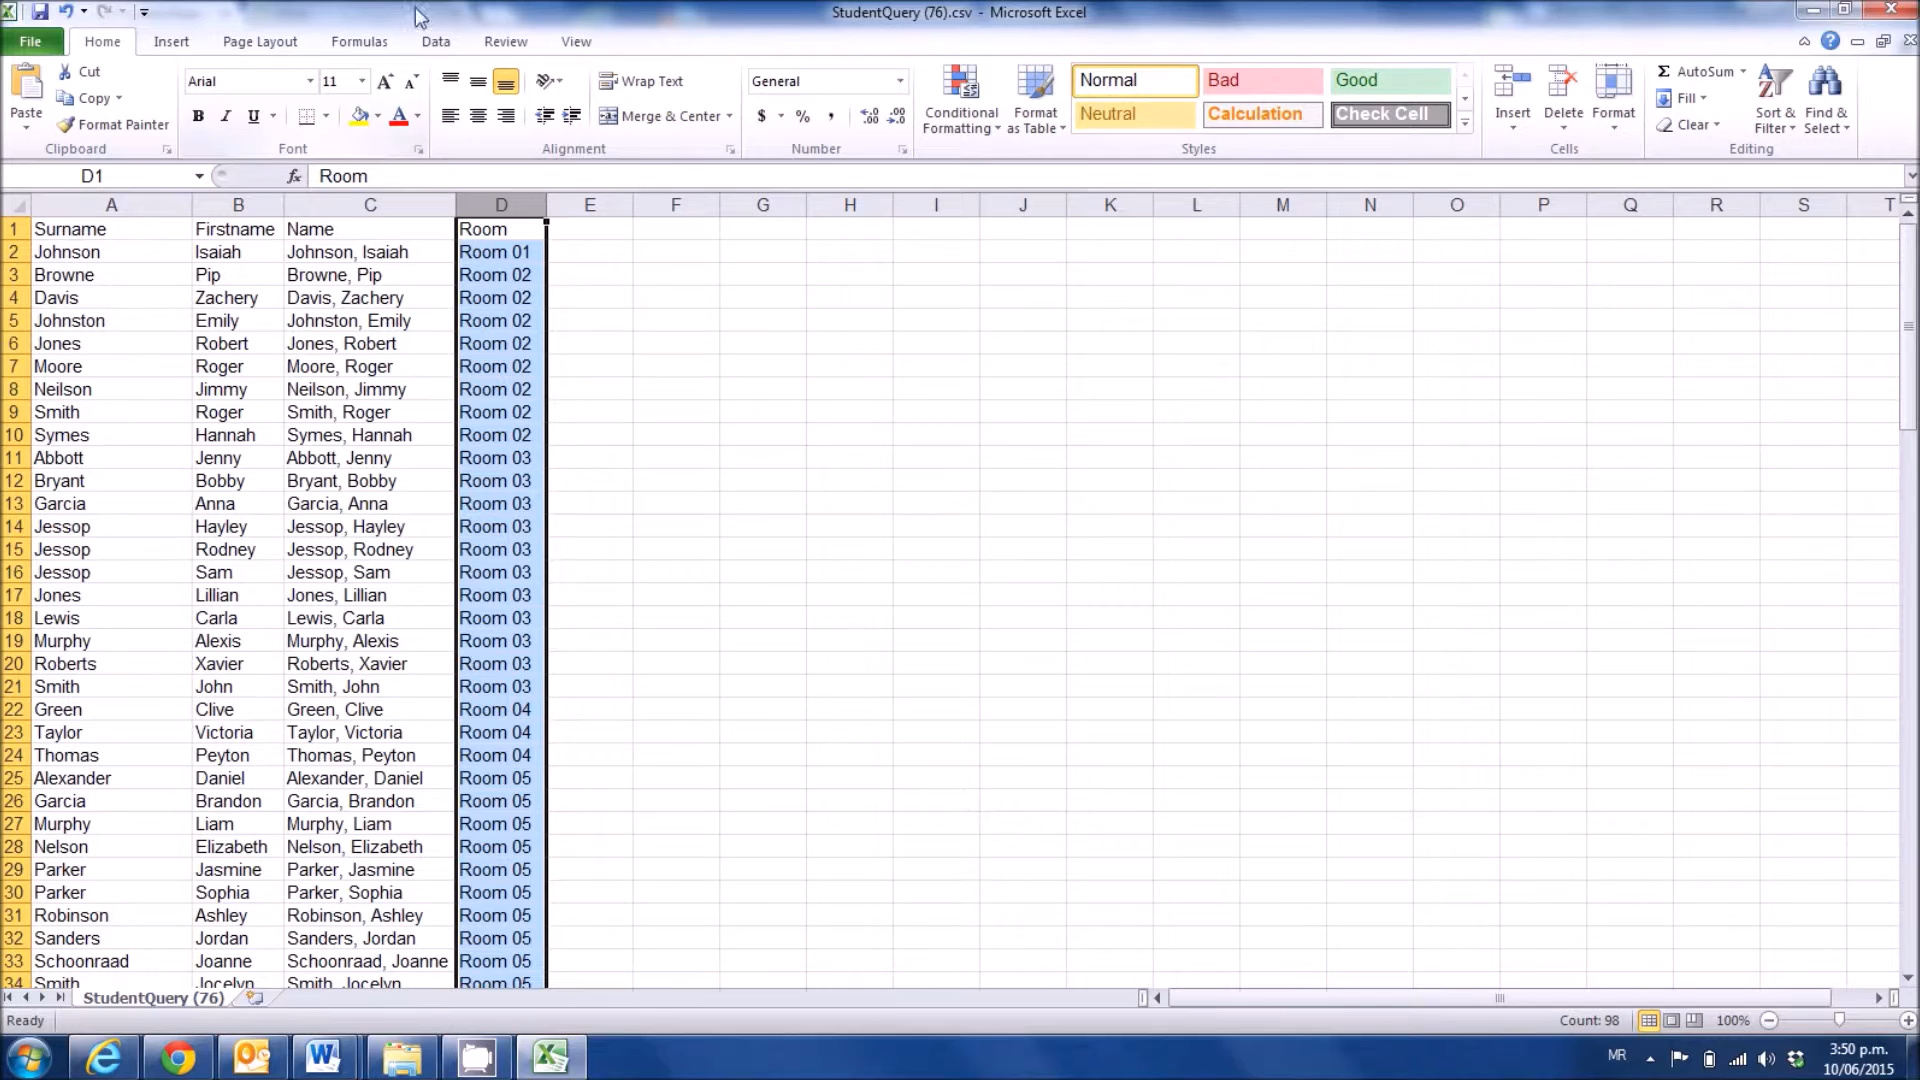 StudentQuery (76).csv - Microsoft Excel
File Home Insert Page Layout Formulas Data Review View
Paste Cut Copy Format Painter Clipboard
Arial 11 B I U A A A Font
Wrap Text Merge & Center Alignment
General $ % , Number
Conditional Formatting Format as Table
Normal Bad Good
Neutral Calculation Check Cell
Styles
Insert Delete Format Cells
Σ AutoSum Fill Clear Sort & Filter Find & Select Editing
D1 fx Room
A B C D E F G H I J K L M N O P Q R S T
1 Surname Firstname Name Room
2 Johnson Isaiah Johnson, Isaiah Room 01
3 Browne Pip Browne, Pip Room 02
4 Davis Zachery Davis, Zachery Room 02
5 Johnston Emily Johnston, Emily Room 02
6 Jones Robert Jones, Robert Room 02
7 Moore Roger Moore, Roger Room 02
8 Neilson Jimmy Neilson, Jimmy Room 02
9 Smith Roger Smith, Roger Room 02
10 Symes Hannah Symes, Hannah Room 02
11 Abbott Jenny Abbott, Jenny Room 03
12 Bryant Bobby Bryant, Bobby Room 03
13 Garcia Anna Garcia, Anna Room 03
14 Jessop Hayley Jessop, Hayley Room 03
15 Jessop Rodney Jessop, Rodney Room 03
16 Jessop Sam Jessop, Sam Room 03
17 Jones Lillian Jones, Lillian Room 03
18 Lewis Carla Lewis, Carla Room 03
19 Murphy Alexis Murphy, Alexis Room 03
20 Roberts Xavier Roberts, Xavier Room 03
21 Smith John Smith, John Room 03
22 Green Clive Green, Clive Room 04
23 Taylor Victoria Taylor, Victoria Room 04
24 Thomas Peyton Thomas, Peyton Room 04
25 Alexander Daniel Alexander, Daniel Room 05
26 Garcia Brandon Garcia, Brandon Room 05
27 Murphy Liam Murphy, Liam Room 05
28 Nelson Elizabeth Nelson, Elizabeth Room 05
29 Parker Jasmine Parker, Jasmine Room 05
30 Parker Sophia Parker, Sophia Room 05
31 Robinson Ashley Robinson, Ashley Room 05
32 Sanders Jordan Sanders, Jordan Room 05
33 Schoonraad Joanne Schoonraad, Joanne Room 05
34 Smith Jocelyn Smith, Jocelyn Room 05
StudentQuery (76)
Ready Count: 98 100%
MR 3:50 p.m.
10/06/2015